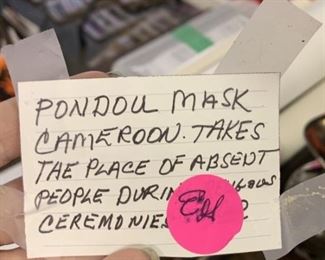 PONDOU MASK
CAMEROON. TAKES
THE PLACE OF ABSENT
PEOPLE
CEREMONIES